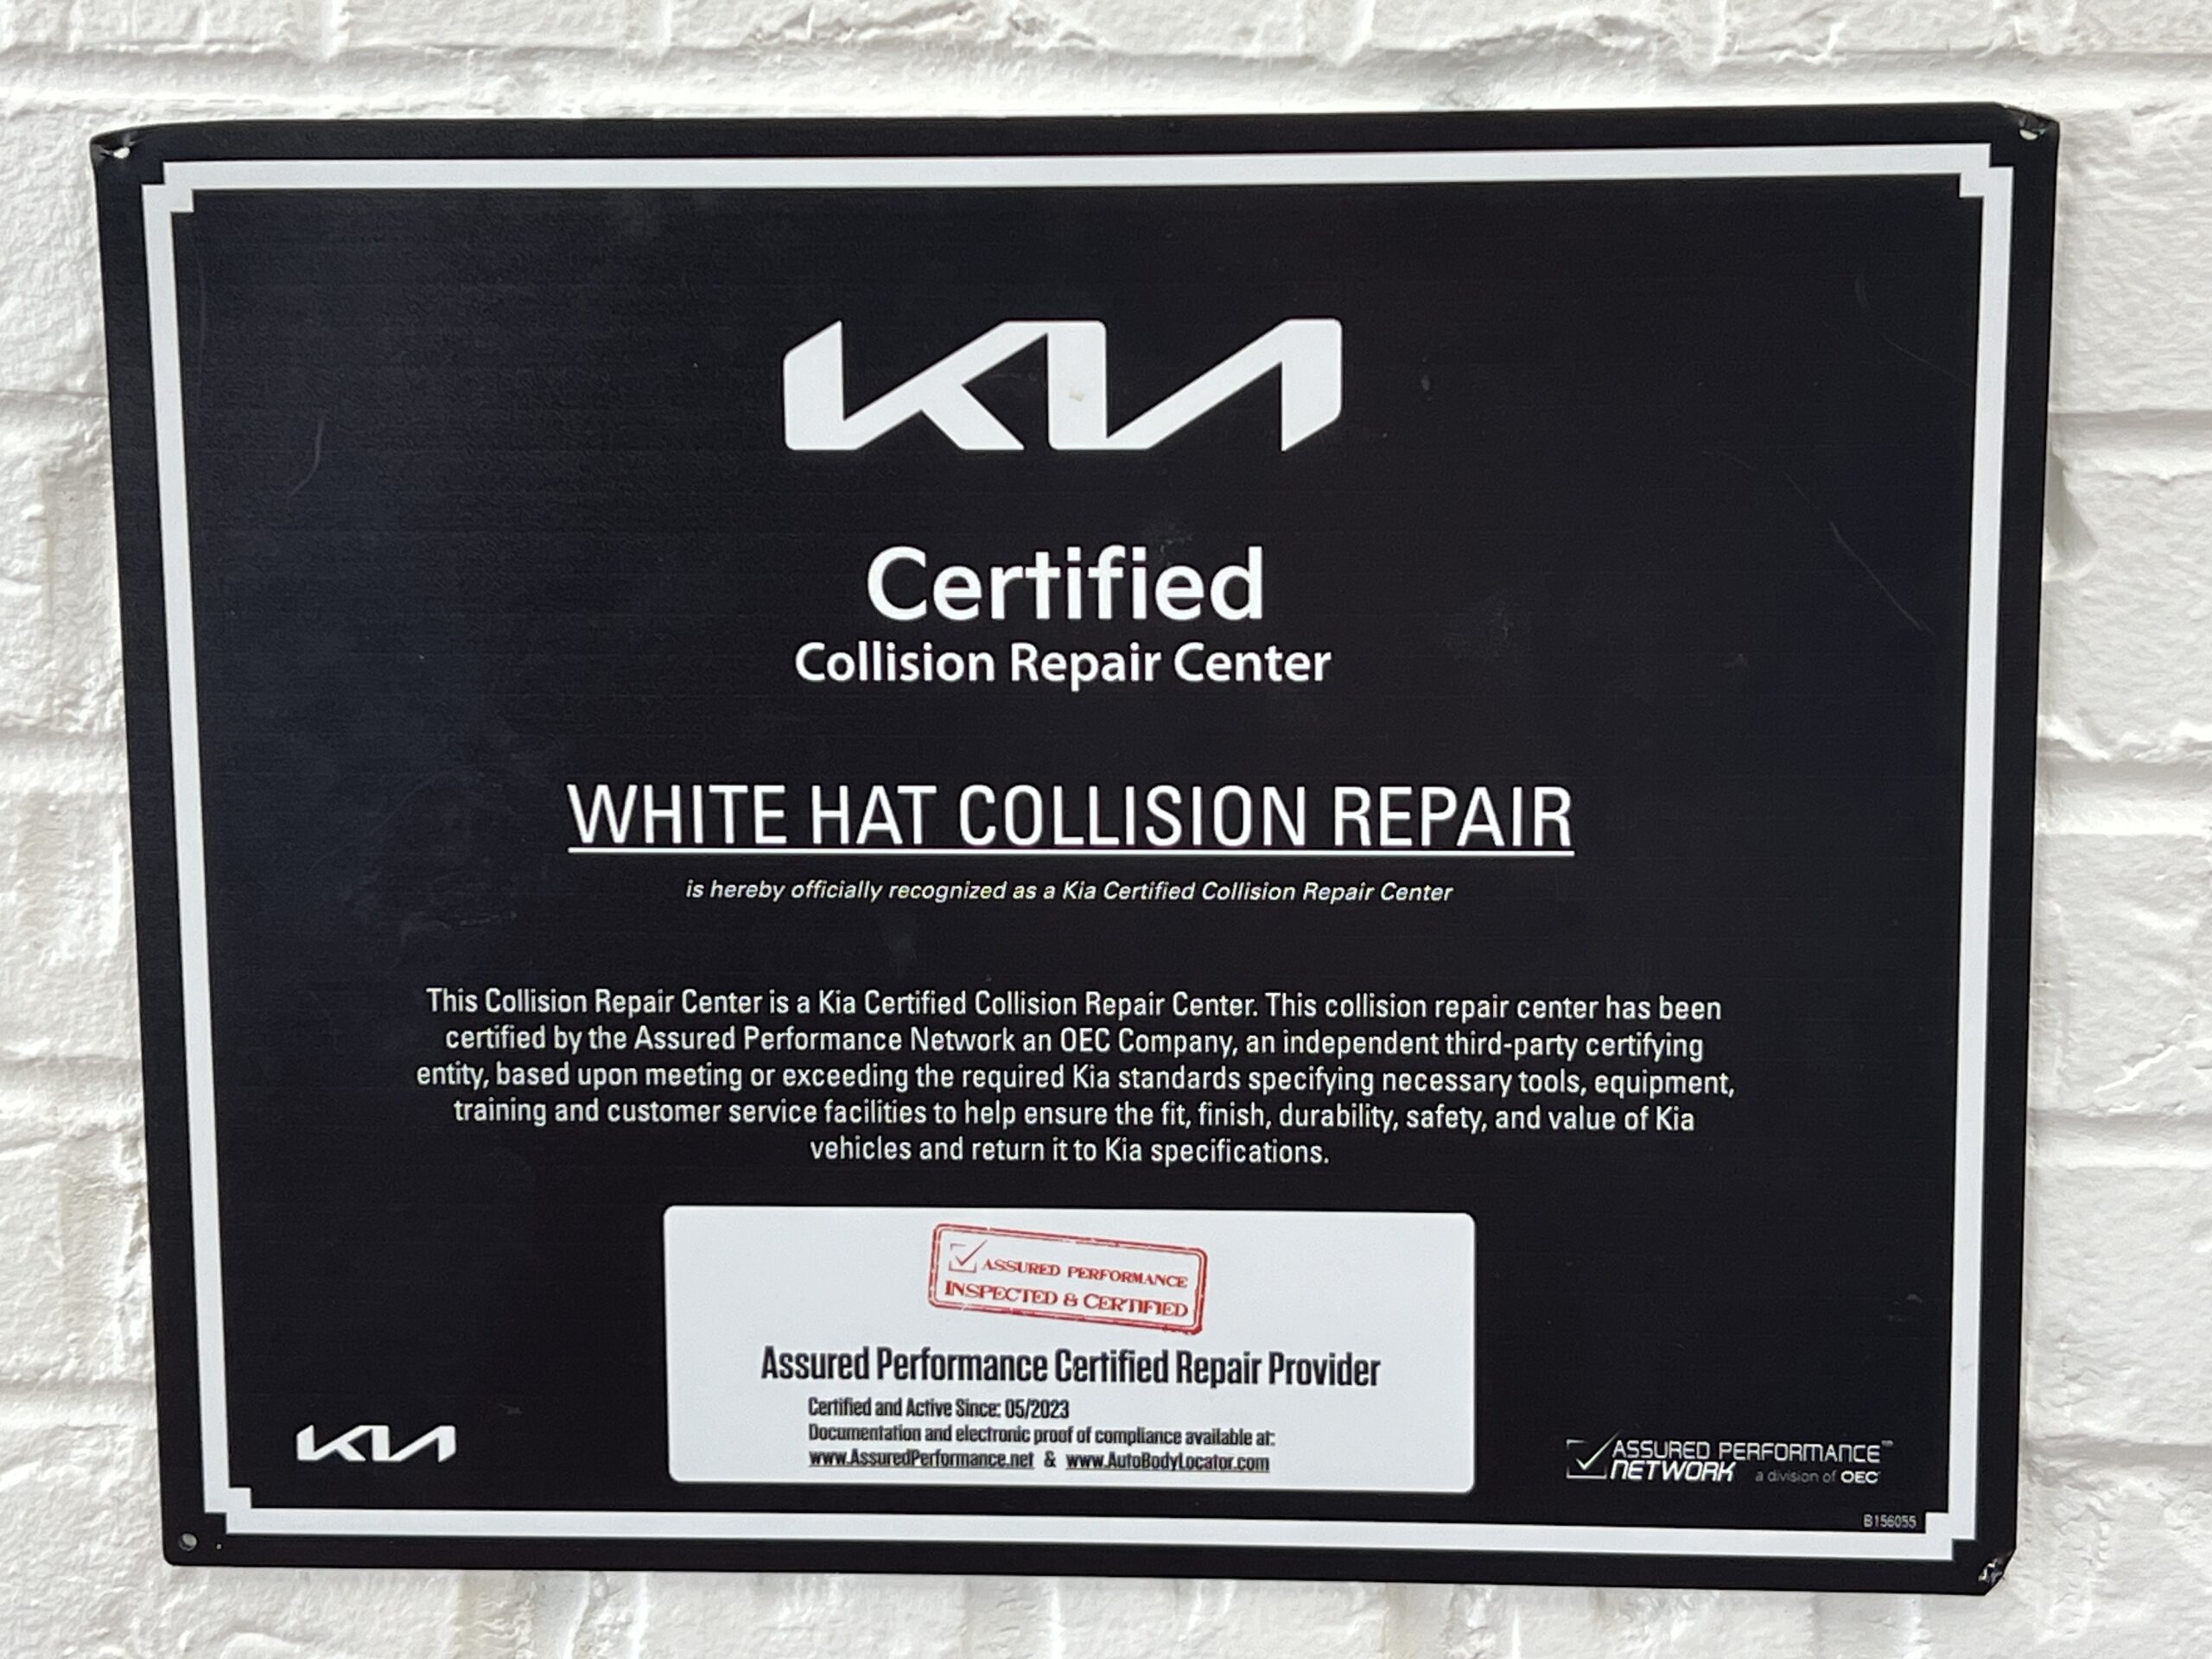 KIA
Certified
Collision Repair Center
WHITE HAT COLLISION REPAIR
is hereby officially recognized as a Kia Certified Collision Repair Center
This Collision Repair Center is a Kia Certified Collision Repair Center. This collision repair center has been
certified by the Assured Performance Network an OEC Company, an independent third-party certifying
entity, based upon meeting or exceeding the required Kia standards specifying necessary tools, equipment,
training and customer service facilities to help ensure the fit, finish, durability, safety, and value of Kia
vehicles and return it to Kia specifications.
ASSURED PERFORMANCE
INSPECTED & CERTIFIED
Assured Performance Certified Repair Provider
Certified and Active Since: 05/2023
Documentation and electronic proof of compliance available at:
www.AssuredPerformance.net & www.AutoBodyLocator.com
KIA
ASSURED PERFORMANCE™
NETWORK a division of OEC
B156055